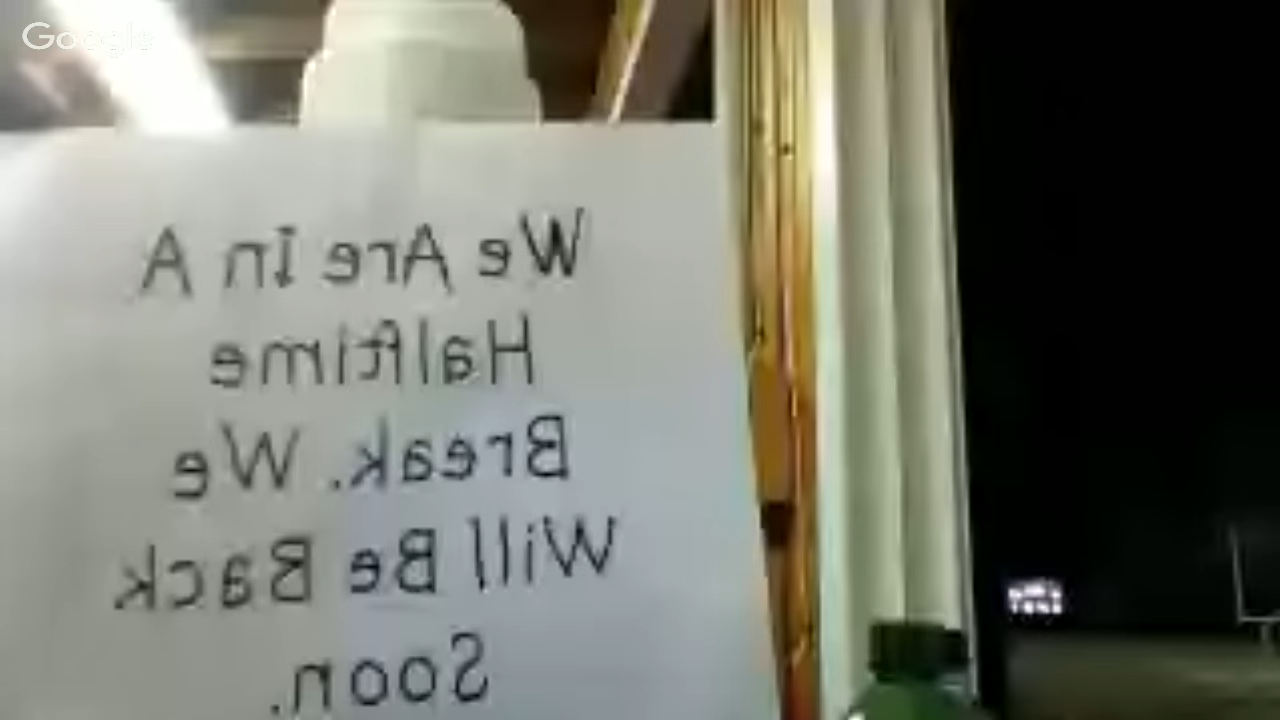 Google
We Are In A
Halftime
Break. We
Will Be Back
Soon.